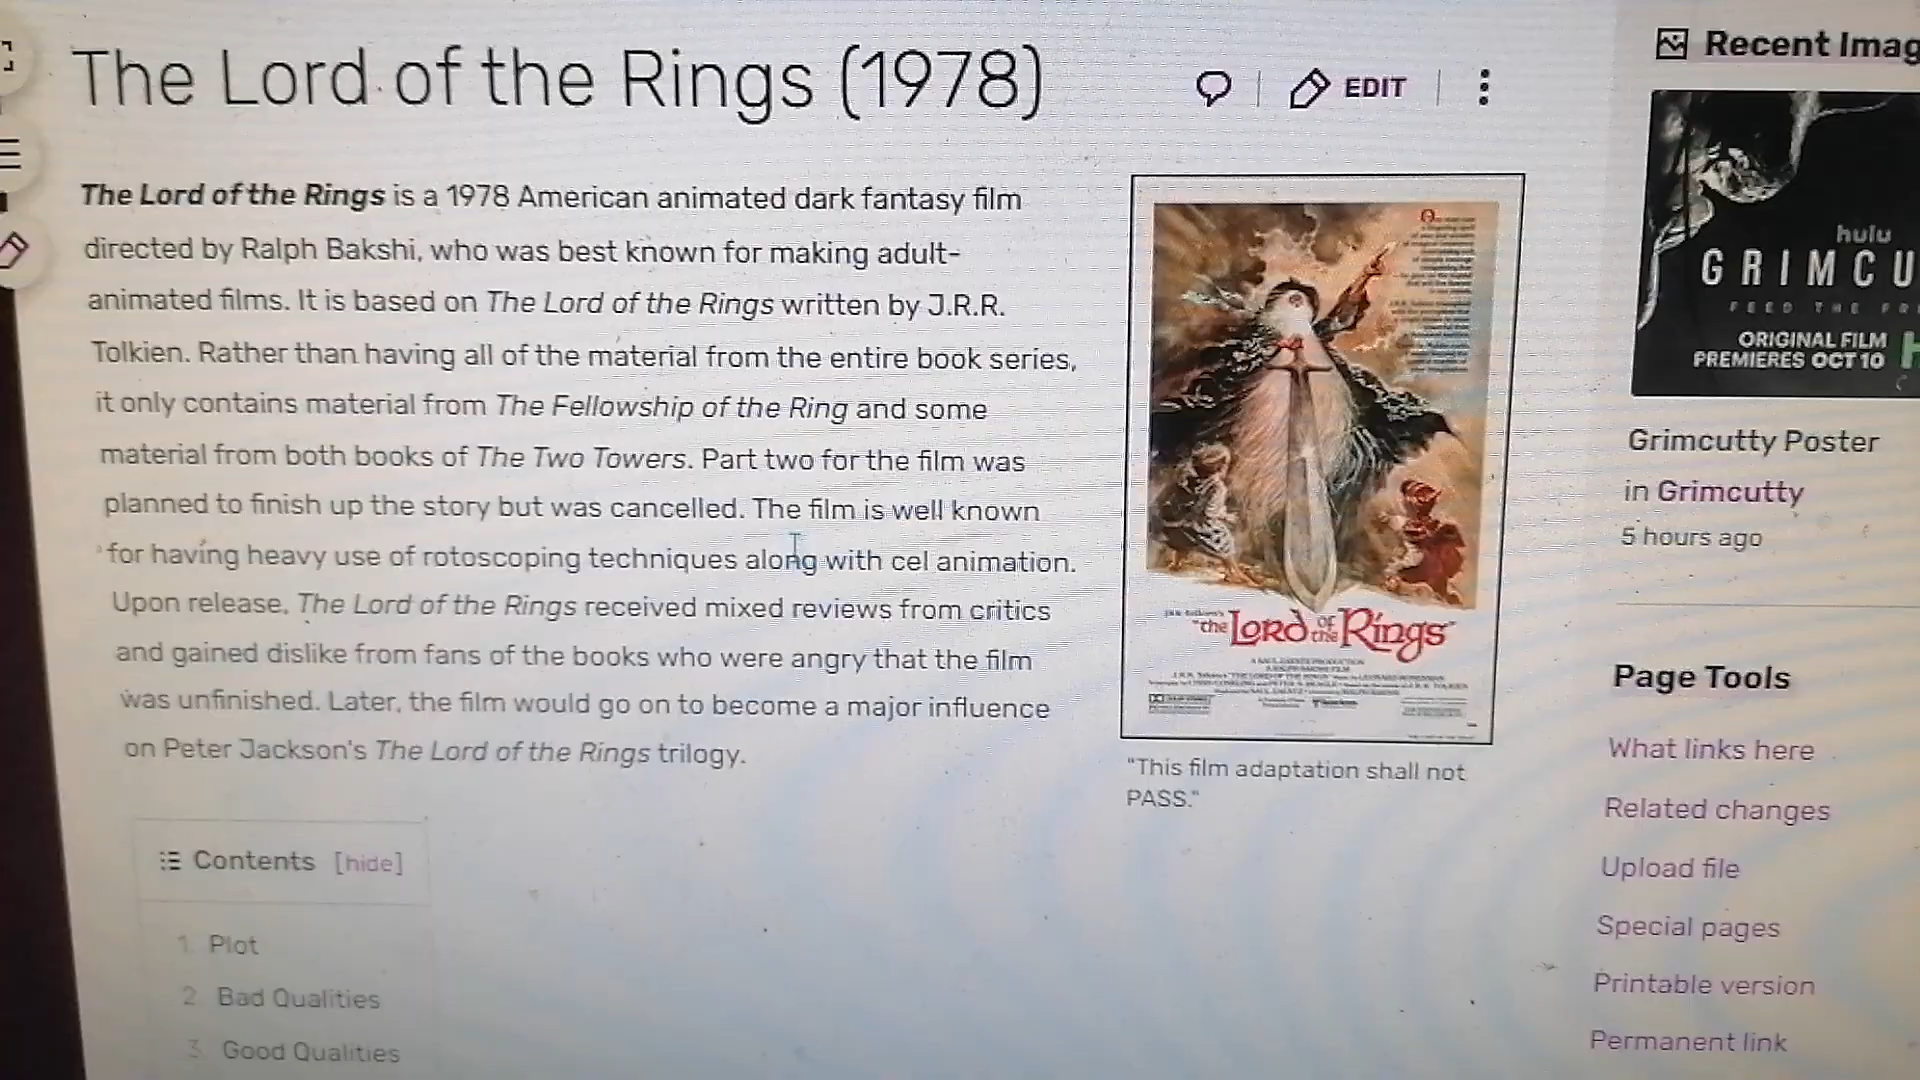 The Lord of the Rings (1978)
EDIT
The Lord of the Rings is a 1978 American animated dark fantasy film
directed by Ralph Bakshi, who was best known for making adult-
animated films. It is based on The Lord of the Rings written by J.R.R.
Tolkien. Rather than having all of the material from the entire book series,
it only contains material from The Fellowship of the Ring and some
material from both books of The Two Towers. Part two for the film was
planned to finish up the story but was cancelled. The film is well known
for having heavy use of rotoscoping techniques along with cel animation.
Upon release, The Lord of the Rings received mixed reviews from critics
and gained dislike from fans of the books who were angry that the film
was unfinished. Later, the film would go on to become a major influence
on Peter Jackson's The Lord of the Rings trilogy.
"the Lord of the Rings"
"This film adaptation shall not
PASS."
Contents [hide]
1. Plot
2. Bad Qualities
3. Good Qualities
Recent Imag
hulu
GRIMCU
FEED THE
ORIGINAL FILM
PREMIERES OCT 10
Grimcutty Poster
in Grimcutty
5 hours ago
Page Tools
What links here
Related changes
Upload file
Special pages
Printable version
Permanent link